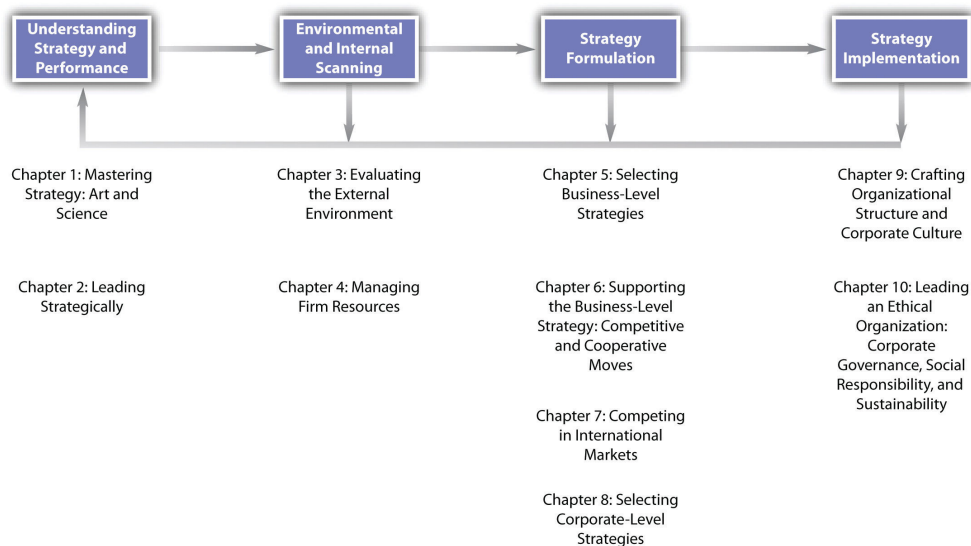 Understanding
Strategy and
Performance
Environmental
and Internal
Scanning
Strategy
Formulation
Strategy
Implementation
Chapter 1: Mastering
Strategy: Art and
Science
Chapter 2: Leading
Strategically
Chapter 3: Evaluating
the External
Environment
Chapter 4: Managing
Firm Resources
Chapter 5: Selecting
Business-Level
Strategies
Chapter 6: Supporting
the Business-Level
Strategy: Competitive
and Cooperative
Moves
Chapter 7: Competing
in International
Markets
Chapter 8: Selecting
Corporate-Level
Strategies
Chapter 9: Crafting
Organizational
Structure and
Corporate Culture
Chapter 10: Leading
an Ethical
Organization:
Corporate
Governance, Social
Responsibility, and
Sustainability